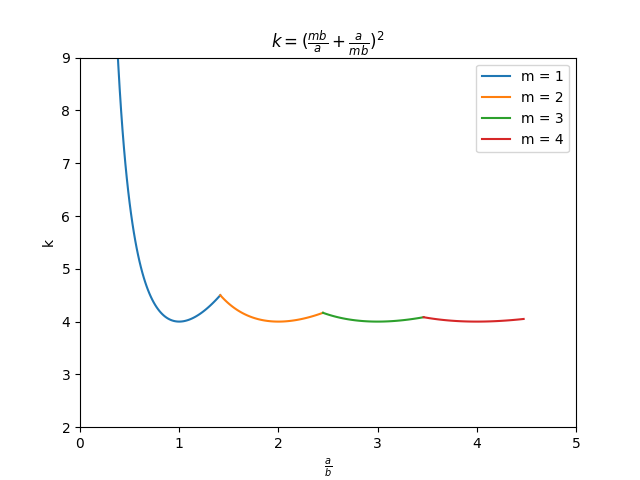 k = (mb/a + a/mb)²
9
8
7
6
5
4
3
2
k
0 1 2 3 4 5
a/b
m = 1
m = 2
m = 3
m = 4